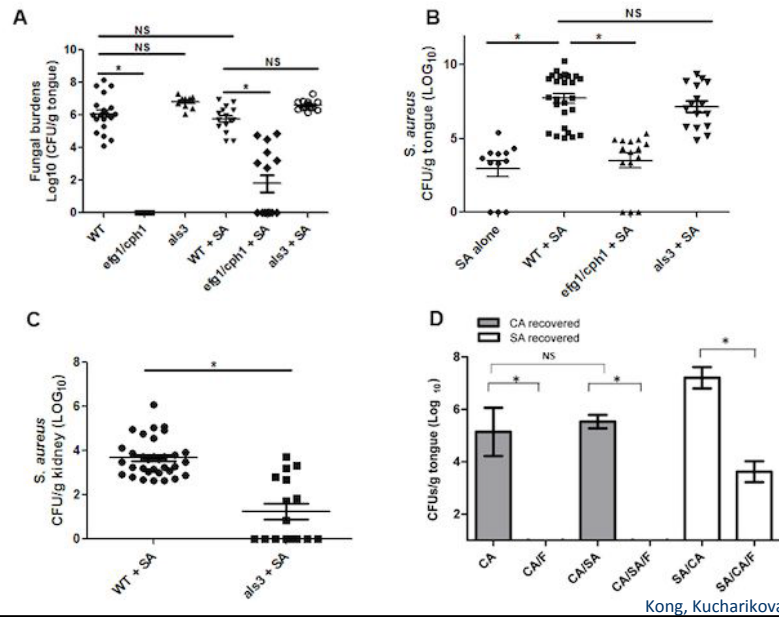 A
NS
NS
NS
*
*
Fungal burdens
Log10 (CFU/g tongue)
10
8
6
4
2
0
WT
efg1/cph1
als3
WT + SA
efg1/cph1 + SA
als3 + SA
B
NS
*
*
S. aureus
CFU/g tongue (LOG10)
10
5
0
SA alone
WT + SA
efg1/cph1 + SA
als3 + SA
C
*
S. aureus
CFU/g kidney (LOG10)
8
6
4
2
0
WT + SA
als3 + SA
D
CA recovered
SA recovered
NS
*
*
*
CFUs/g tongue (Log 10)
8
6
4
2
CA
CA/F
CA/SA
CA/SA/F
SA/CA
SA/CA/F
Kong, Kucharikova